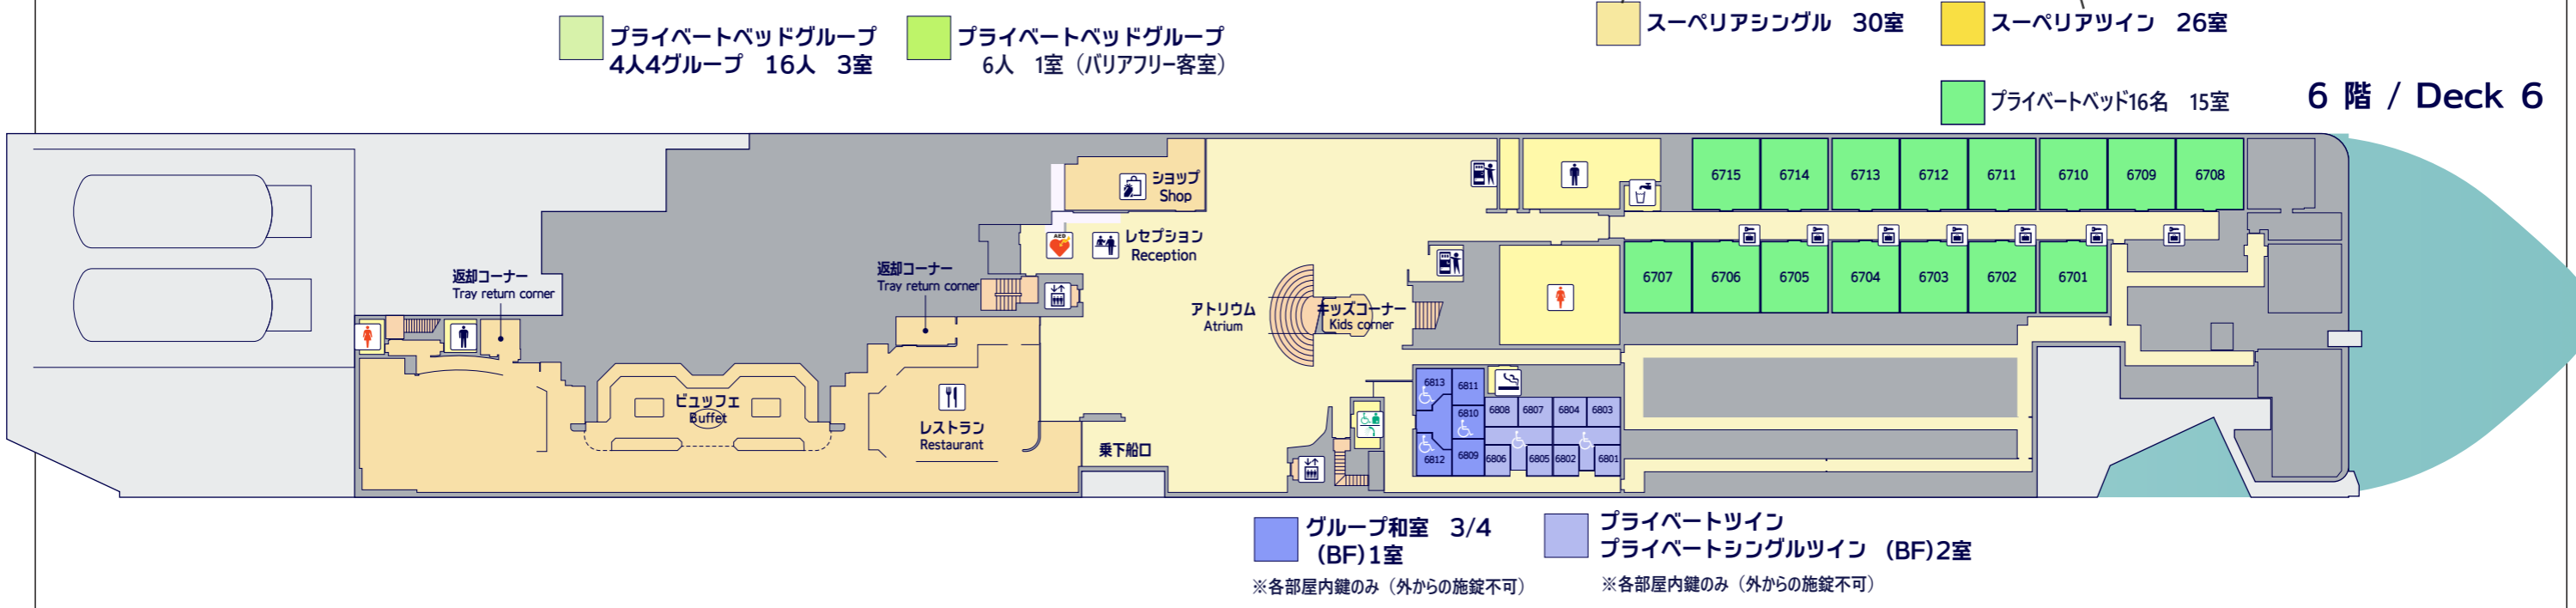 プライベートベッドグループ
4人4グループ 16人 3室
プライベートベッドグループ
6人 1室（バリアフリー客室）
スーペリアシングル 30室
スーペリアツイン 26室
プライベートベッド16名 15室
6 階 / Deck 6
ショップ
Shop
AED
レセプション
Reception
返却コーナー
Tray return corner
返却コーナー
Tray return corner
アトリウム
Atrium
キッズコーナー
Kids corner
ビュッフェ
Buffet
レストラン
Restaurant
乗下船口
6715 6714 6713 6712 6711 6710 6709 6708
6707 6706 6705 6704 6703 6702 6701
6813 6811
6810 6808 6807 6804 6803
6812 6809 6806 6805 6802 6801
グループ和室 3/4
(BF)1室
※各部屋内鍵のみ（外からの施錠不可）
プライベートツイン
プライベートシングルツイン (BF)2室
※各部屋内鍵のみ（外からの施錠不可）